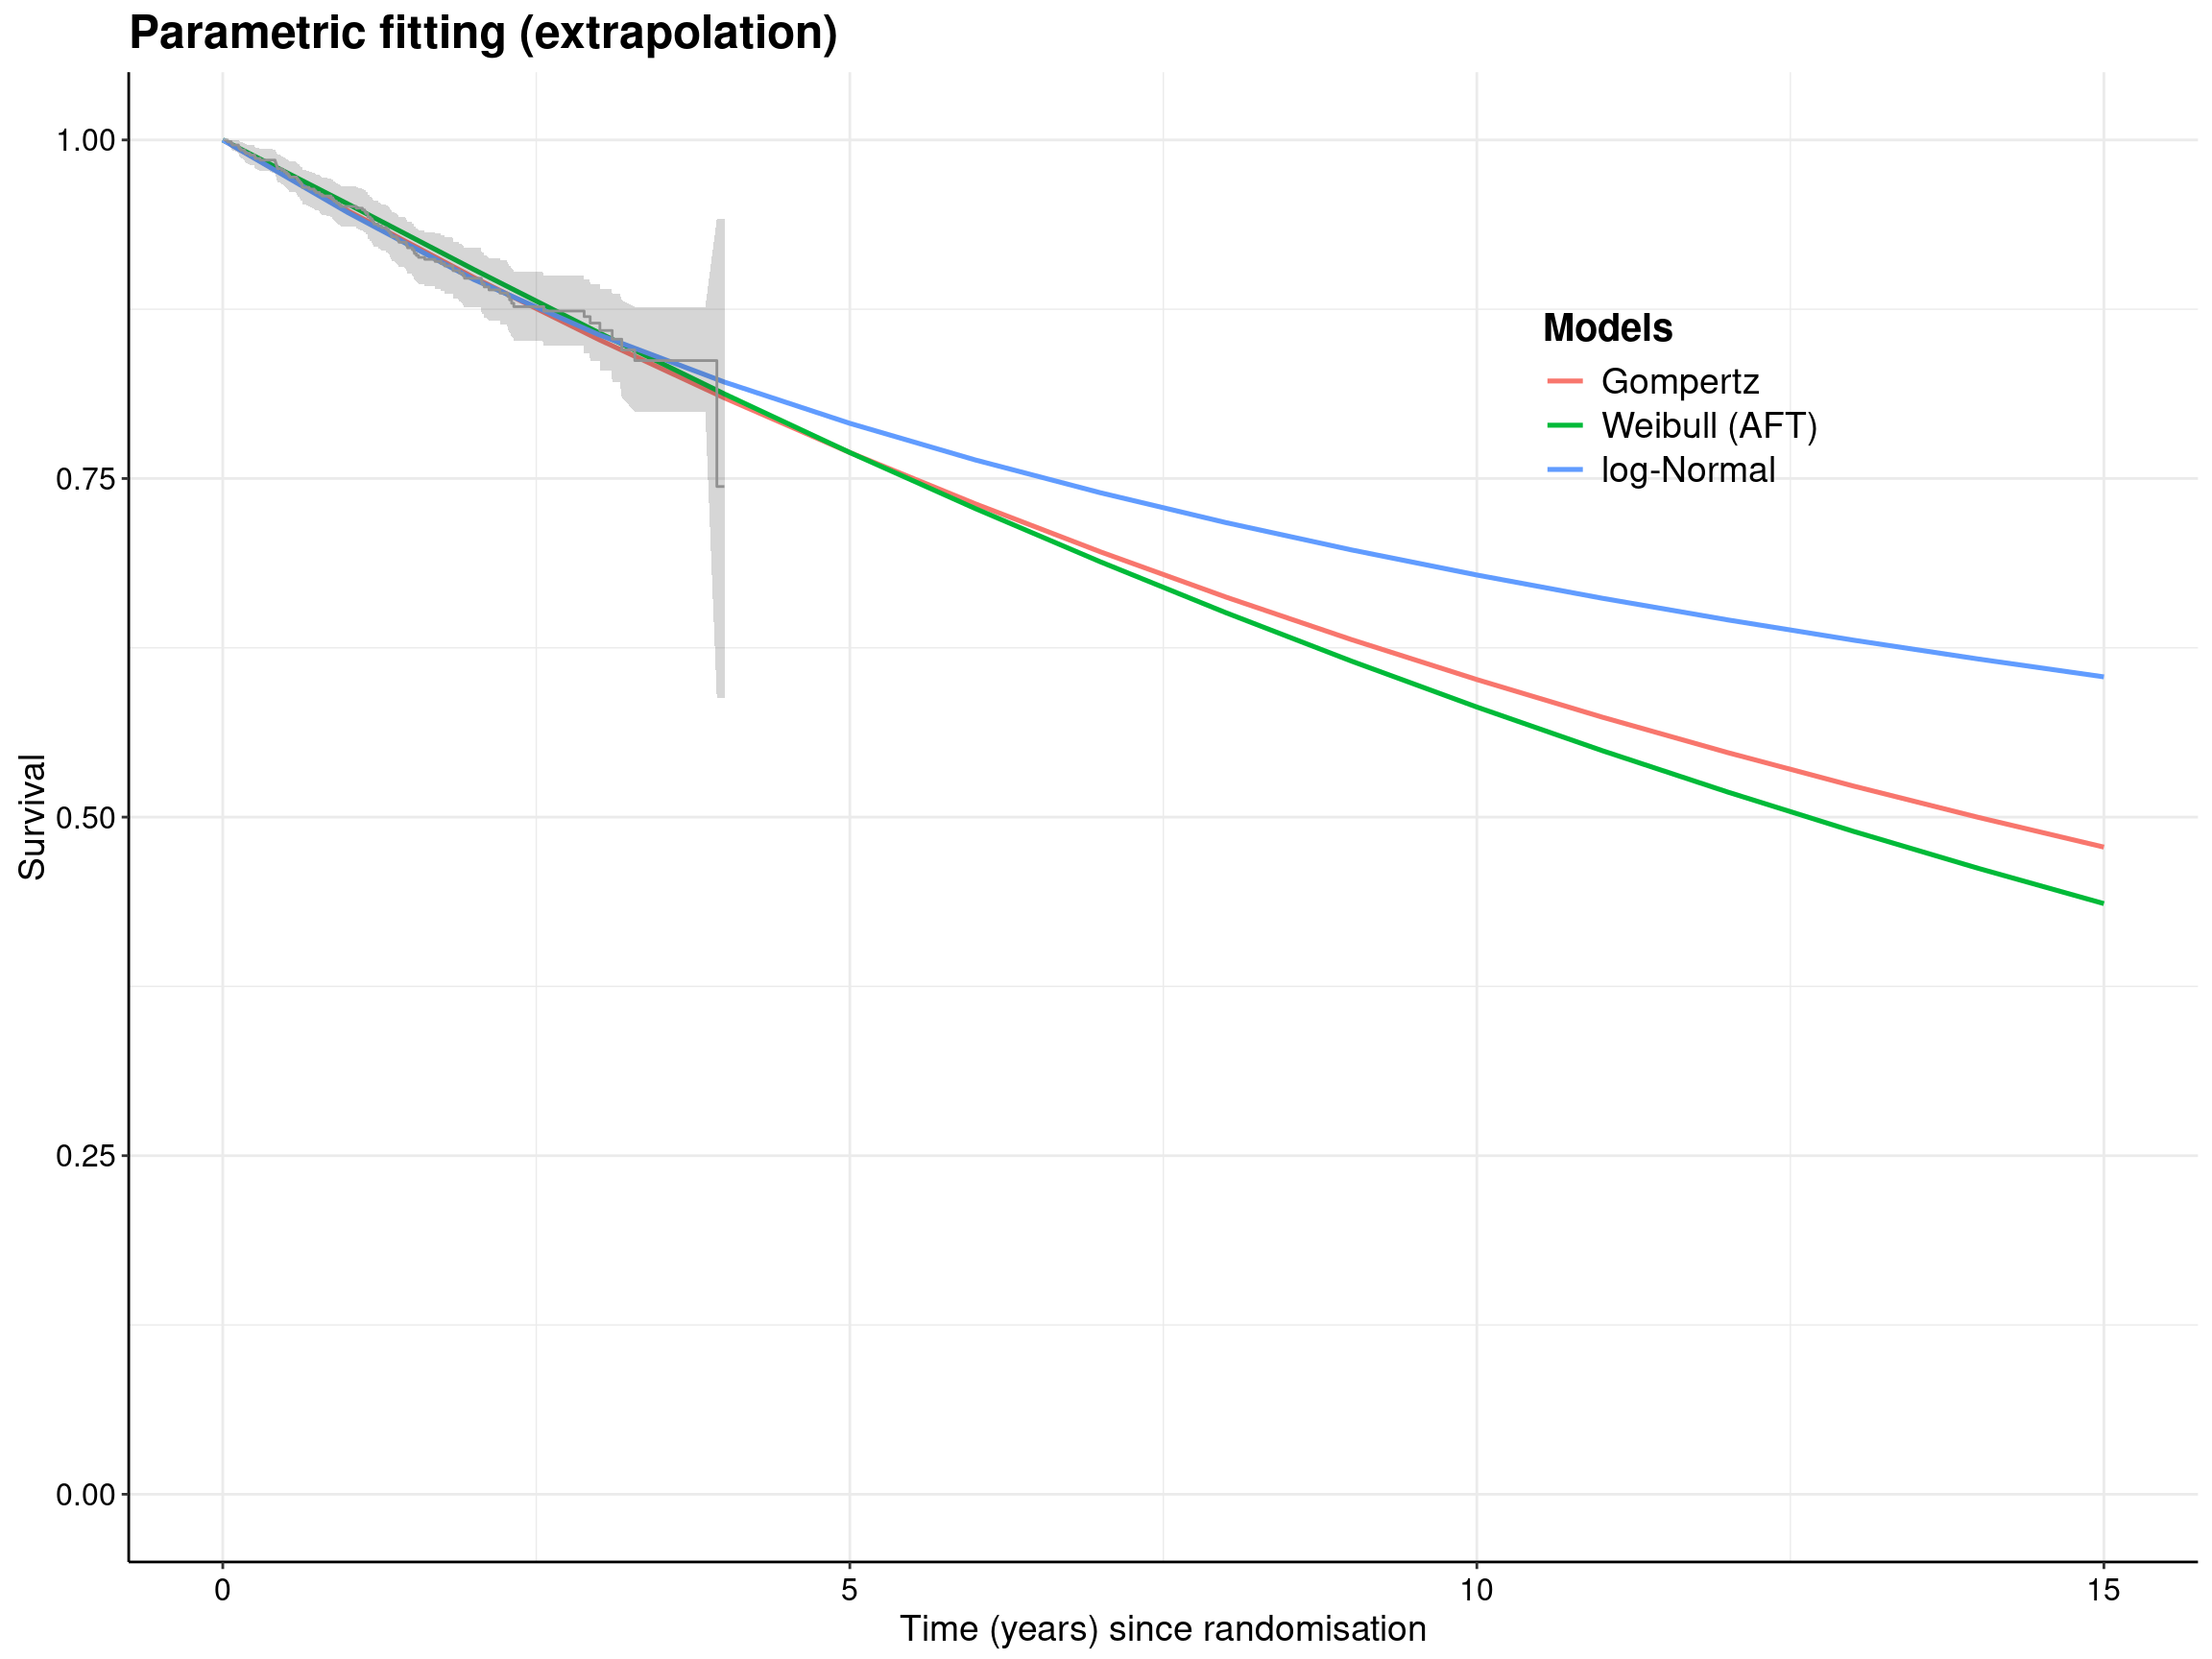 Parametric fitting (extrapolation)
1.00
0.75
0.50
0.25
0.00
Survival
Models
Gompertz
Weibull (AFT)
log-Normal
0 5 10 15
Time (years) since randomisation